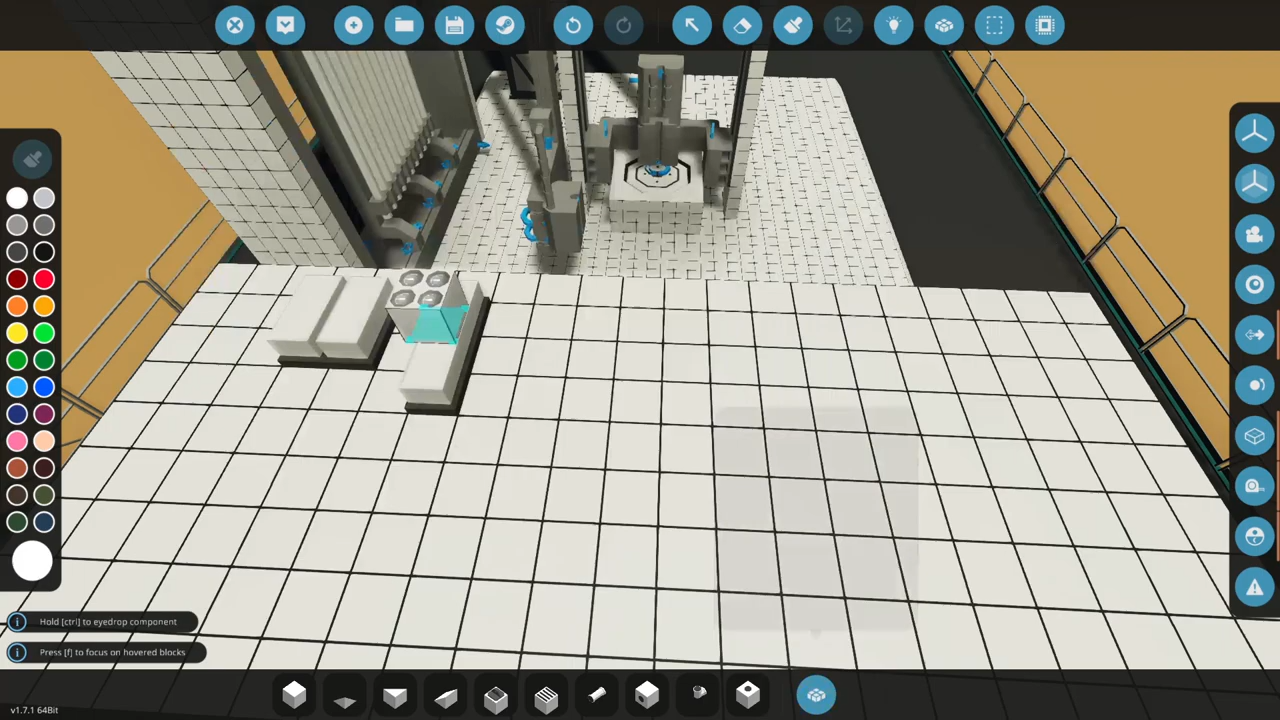 Hold [ctrl] to eyedrop component
Press [f] to focus on hovered blocks
v1.7.1 64Bit